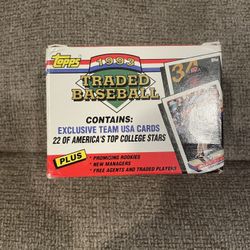 Topps
1993
TRADED
BASEBALL
CONTAINS:
EXCLUSIVE TEAM USA CARDS
22 OF AMERICA'S TOP COLLEGE STARS
PLUS
• PROMISING ROOKIES
• NEW MANAGERS
• FREE AGENTS AND TRADED PLAYERS